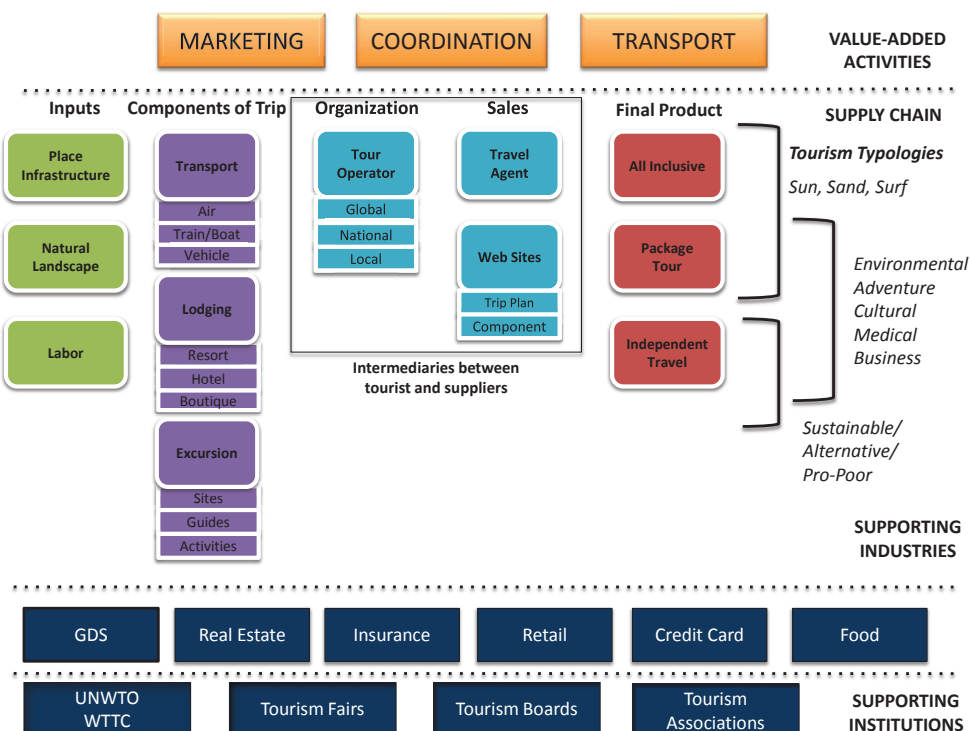 MARKETING
COORDINATION
TRANSPORT
VALUE-ADDED
ACTIVITIES
Inputs
Components of Trip
Organization
Sales
Final Product
SUPPLY CHAIN
Place
Infrastructure
Natural
Landscape
Labor
Transport
Air
Train/Boat
Vehicle
Lodging
Resort
Hotel
Boutique
Excursion
Sites
Guides
Activities
Tour
Operator
Global
National
Local
Travel
Agent
Web Sites
Trip Plan
Component
Intermediaries between
tourist and suppliers
All Inclusive
Package
Tour
Independent
Travel
Tourism Typologies
Sun, Sand, Surf
Environmental
Adventure
Cultural
Medical
Business
Sustainable/
Alternative/
Pro-Poor
SUPPORTING
INDUSTRIES
GDS
Real Estate
Insurance
Retail
Credit Card
Food
UNWTO
WTTC
Tourism Fairs
Tourism Boards
Tourism
Associations
SUPPORTING
INSTITUTIONS